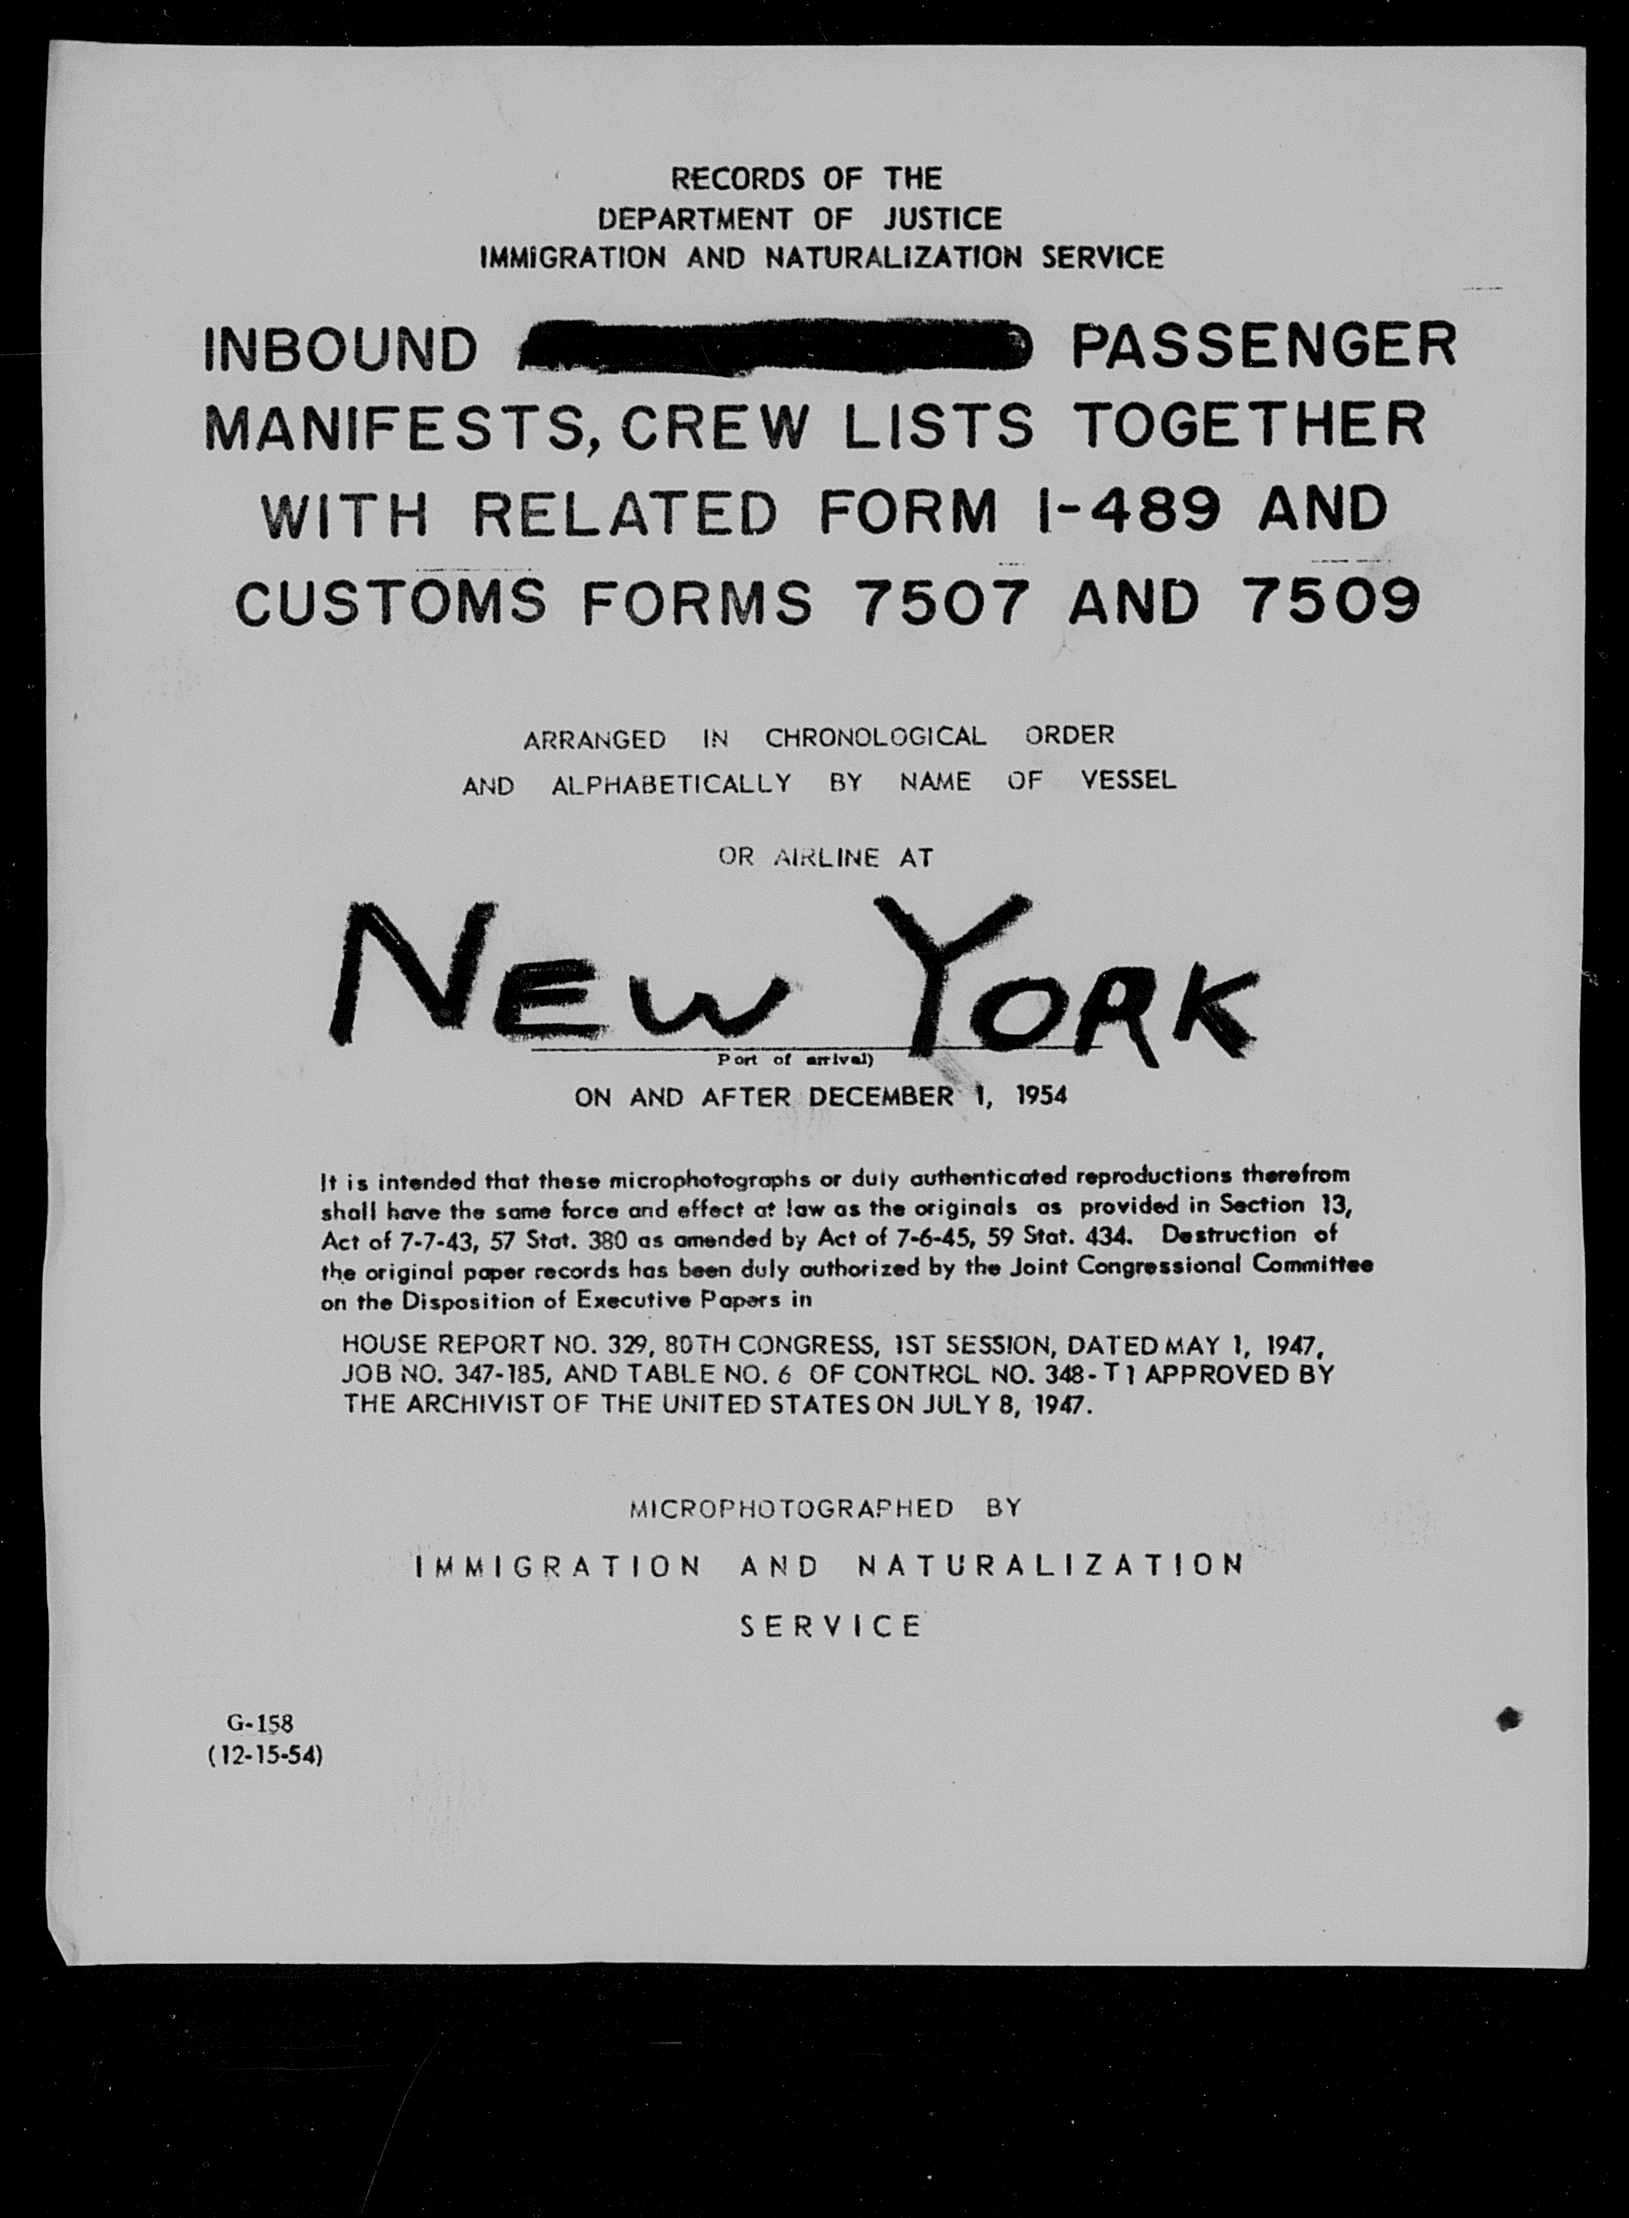 RECORDS OF THE
DEPARTMENT OF JUSTICE
IMMIGRATION AND NATURALIZATION SERVICE
INBOUND PASSENGER
MANIFESTS, CREW LISTS TOGETHER
WITH RELATED FORM I-489 AND
CUSTOMS FORMS 7507 AND 7509
ARRANGED IN CHRONOLOGICAL ORDER
AND ALPHABETICALLY BY NAME OF VESSEL
OR AIRLINE AT
NEW YORK
Port of arrival)
ON AND AFTER DECEMBER 1, 1954
It is intended that these microphotographs or duly authenticated reproductions therefrom
shall have the same force and effect at law as the originals as provided in Section 13,
Act of 7-7-43, 57 Stat. 380 as amended by Act of 7-6-45, 59 Stat. 434. Destruction of
the original paper records has been duly authorized by the Joint Congressional Committee
on the Disposition of Executive Papers in
HOUSE REPORT NO. 329, 80TH CONGRESS, 1ST SESSION, DATED MAY 1, 1947,
JOB NO. 347-185, AND TABLE NO. 6 OF CONTROL NO. 348-T1 APPROVED BY
THE ARCHIVIST OF THE UNITED STATES ON JULY 8, 1947.
MICROPHOTOGRAPHED BY
IMMIGRATION AND NATURALIZATION
SERVICE
G-158
(12-15-54)